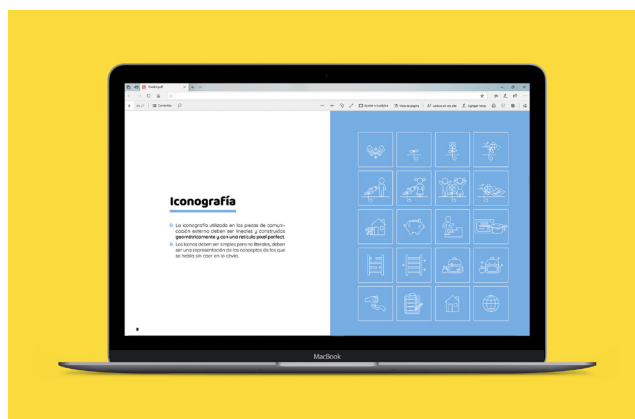 Iconografía
La iconografía utilizada en las piezas de comuni-
cación externa deben ser lineales y construidos
geométricamente y con una retícula pixel perfect.
Los íconos deben ser simples pero no literales, deben
ser una representación de los conceptos de los que
se habla sin caer en lo obvio.
MacBook